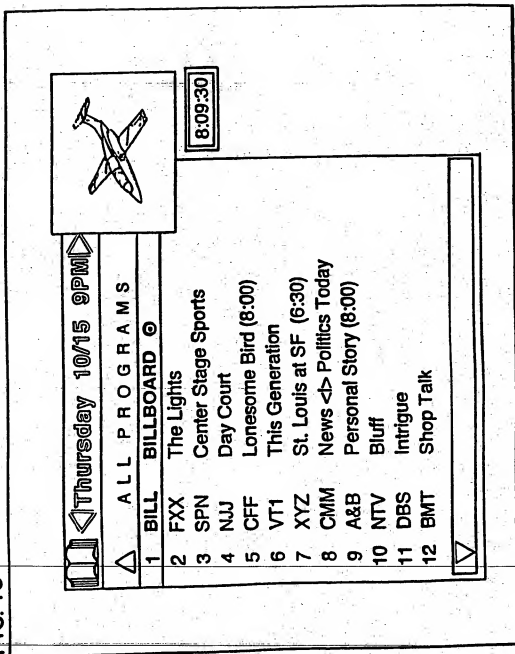 Thursday 10/15 9PM
8:09:30
ALL PROGRAMS
1 BILL BILLBOARD
2 FXX The Lights
3 SPN Center Stage Sports
4 NJJ Day Court
5 CFF Lonesome Bird (8:00)
6 VT1 This Generation
7 XYZ St. Louis at SF (6:30)
8 CMM News <I> Politics Today
9 A&B Personal Story (8:00)
10 NTV Bluff
11 DBS Intrigue
12 BMT Shop Talk